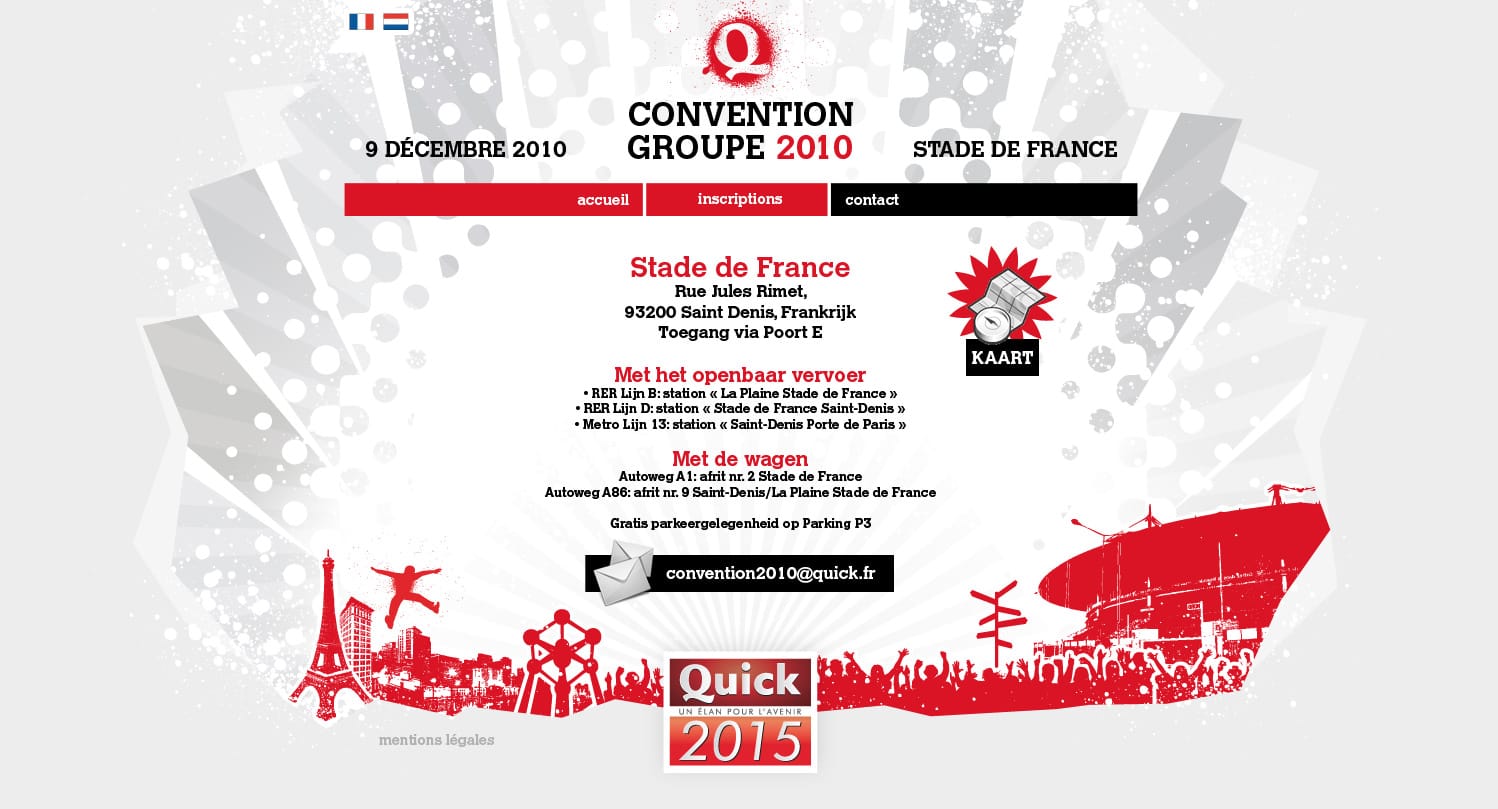 Q
CONVENTION
GROUPE 2010
9 DÉCEMBRE 2010
STADE DE FRANCE
accueil
inscriptions
contact
Stade de France
Rue Jules Rimet,
93200 Saint Denis, Frankrijk
Toegang via Poort E
KAART
Met het openbaar vervoer
• RER Lijn B: station « La Plaine Stade de France »
• RER Lijn D: station « Stade de France Saint-Denis »
• Metro Lijn 13: station « Saint-Denis Porte de Paris »
Met de wagen
Autoweg A1: afrit nr. 2 Stade de France
Autoweg A86: afrit nr. 9 Saint-Denis/La Plaine Stade de France
Gratis parkeergelegenheid op Parking P3
convention2010@quick.fr
Quick
UN ÉLAN POUR L'AVENIR
2015
mentions légales